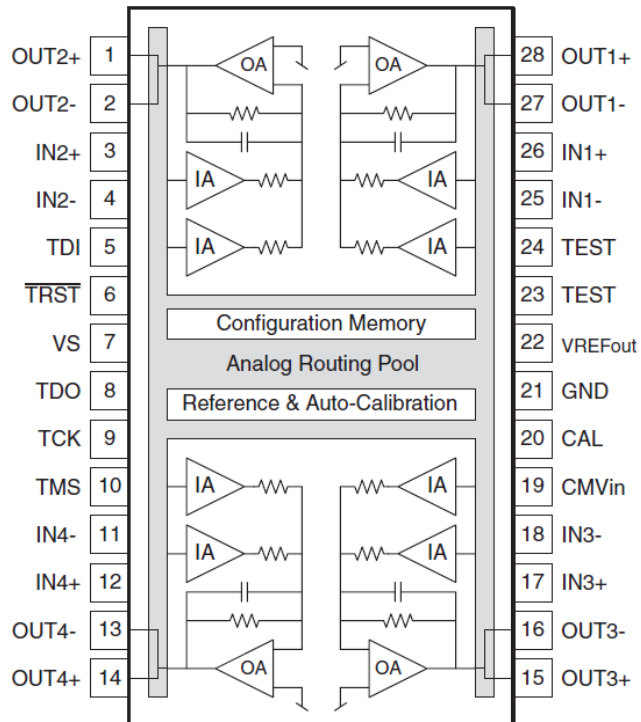 OUT2+ 1 OA OA 28 OUT1+
OUT2- 2 27 OUT1-
IN2+ 3 26 IN1+
IN2- 4 IA IA 25 IN1-
TDI 5 IA IA 24 TEST
TRST 6 23 TEST
Configuration Memory
VS 7 22 VREFout
Analog Routing Pool
TDO 8 21 GND
Reference & Auto-Calibration
TCK 9 20 CAL
TMS 10 IA IA 19 CMVin
IN4- 11 IA IA 18 IN3-
IN4+ 12 17 IN3+
OUT4- 13 16 OUT3-
OUT4+ 14 OA OA 15 OUT3+